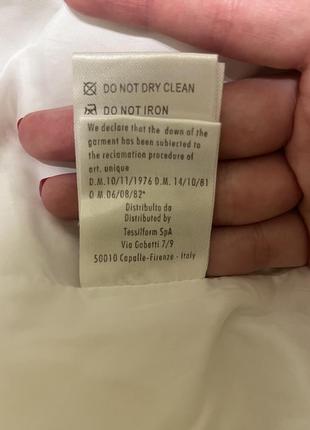 DO NOT DRY CLEAN
DO NOT IRON
We declare that the down of the
garment has been subjected to
the reclamation procedure of
art. unique
D.M.10/11/1976 D.M. 14/10/81
D M.06/08/82"
Distribuito da
Distributed by
Tessilform SpA
Via Gobetti 7/9
50010 Capalle-Firenze - Italy